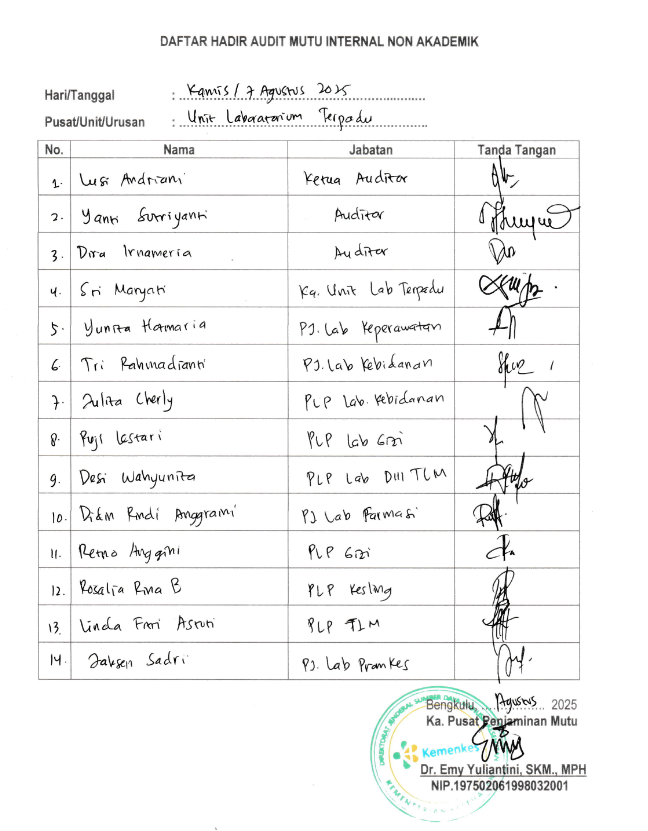 DAFTAR HADIR AUDIT MUTU INTERNAL NON AKADEMIK
Hari/Tanggal : Kamis / 7 Agustus 2025
Pusat/Unit/Urusan : Unit Laboratorium Terpadu
No. Nama Jabatan Tanda Tangan
1. Lusi Andriani Ketua Auditor
2. Yanti Sutriyanti Auditor
3. Dira Irnameria Auditor
4. Sri Maryati Ka. Unit Lab Terpadu
5. Yunita Hotmaria PJ. Lab Keperawatan
6. Tri Rahmadianti PJ. Lab Kebidanan
7. Julita Cherly PLP Lab. Kebidanan
8. Puji Lestari PLP Lab Gizi
9. Desi Wahyunita PLP Lab DIII TLM
10. Anggraini PJ Lab Farmasi
11. Retno Anggini PLP Gizi
12. Rosalia Rina B PLP Kesling
13. Linda Fitri Astuti PLP TLM
14. Jaksen Sadri PJ. Lab Promkes
Bengkulu, Agustus 2025
Ka. Pusat Penjaminan Mutu
Kemenkes
Dr. Emy Yuliantini, SKM., MPH
NIP.197502061998032001